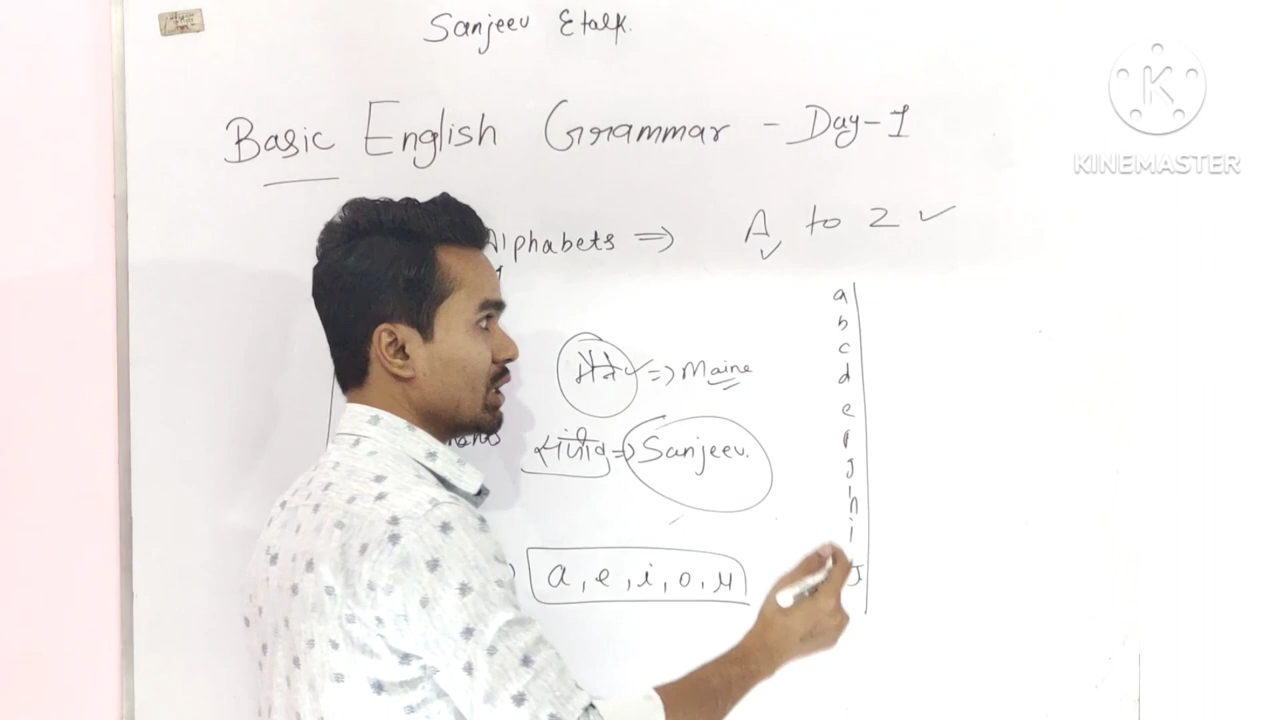 Sanjeev Etalk.
Basic English Grammar - Day-1
KINEMASTER
Alphabets ⇒ A to Z ✓
मैंने ✓ ⇒ Maine
संजीव ⇒ Sanjeev.
a, e, i, o, u
a
b
c
d
e
f
g
h
i
J